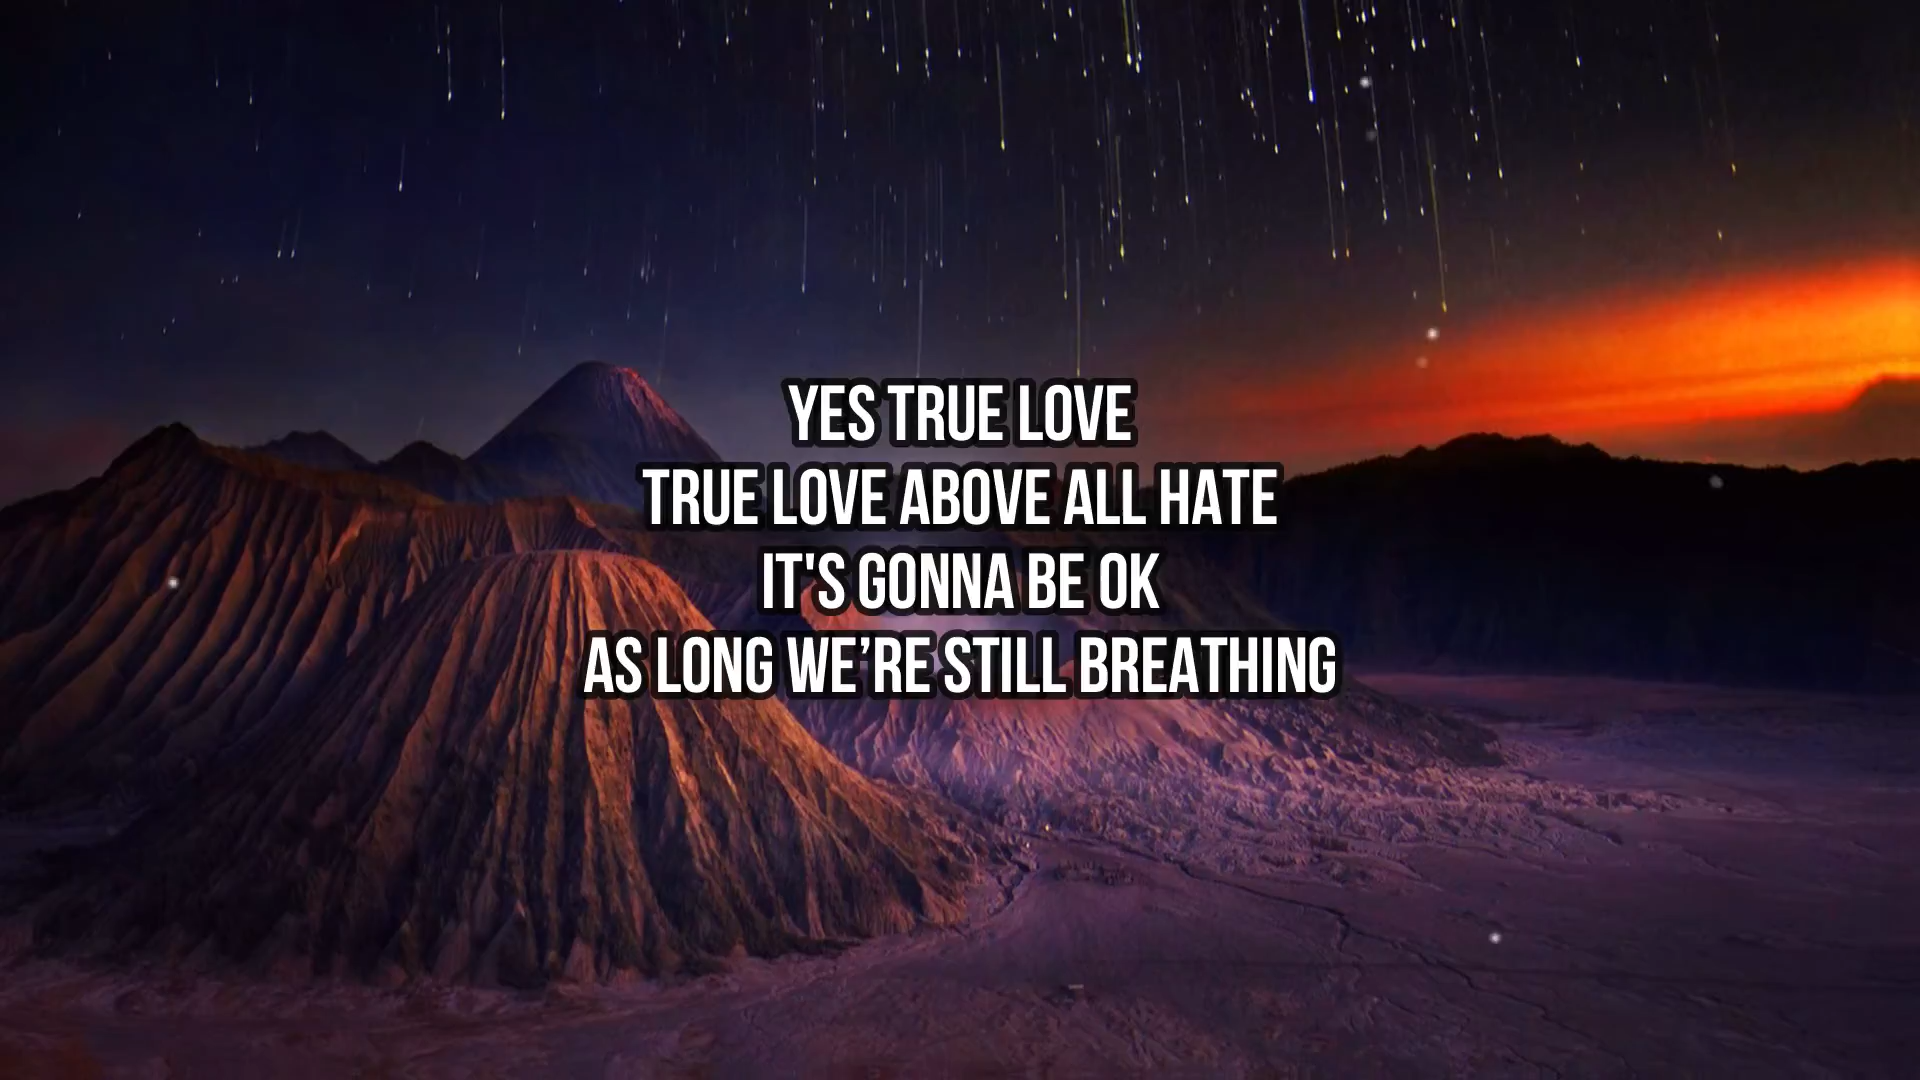 YES TRUE LOVE
TRUE LOVE ABOVE ALL HATE
IT'S GONNA BE OK
AS LONG WE’RE STILL BREATHING